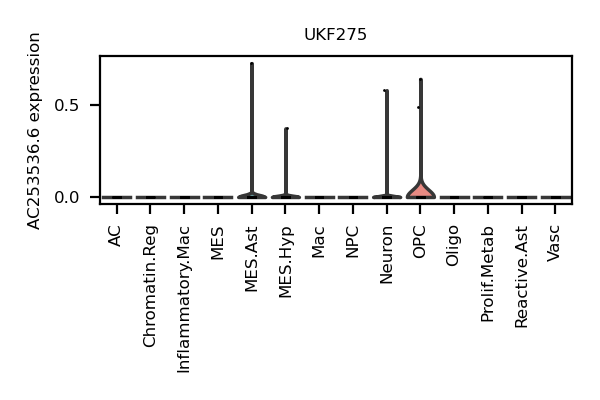 UKF275
AC253536.6 expression
0.5
0.0
AC
Chromatin.Reg
Inflammatory.Mac
MES
MES.Ast
MES.Hyp
Mac
NPC
Neuron
OPC
Oligo
Prolif.Metab
Reactive.Ast
Vasc